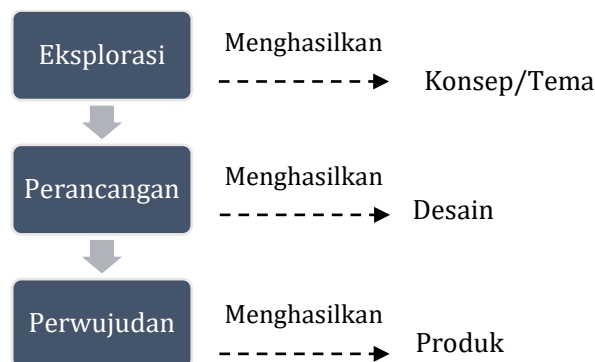 Eksplorasi
Menghasilkan
Konsep/Tema
Perancangan
Menghasilkan
Desain
Perwujudan
Menghasilkan
Produk